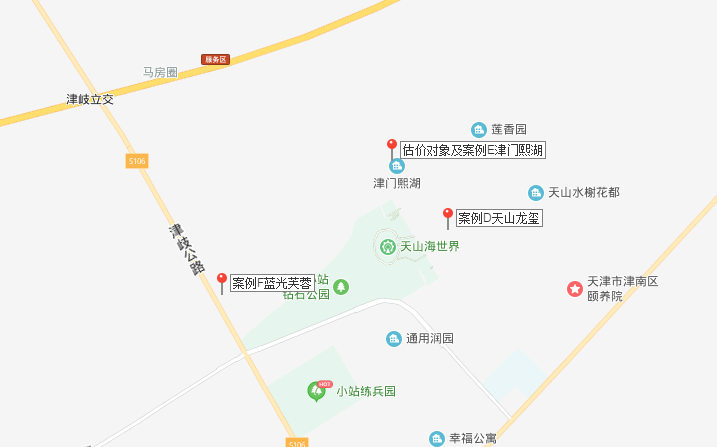 服务区
马房圈
津岐立交
莲香园
估价对象及案例E津门熙湖
S106
津门熙湖
天山水榭花都
案例D天山龙玺
津岐公路
天山海世界
案例F蓝光芙蓉
小站
钻石公园
天津市津南区
颐养院
通用润园
HOT
小站练兵园
S106
幸福公寓